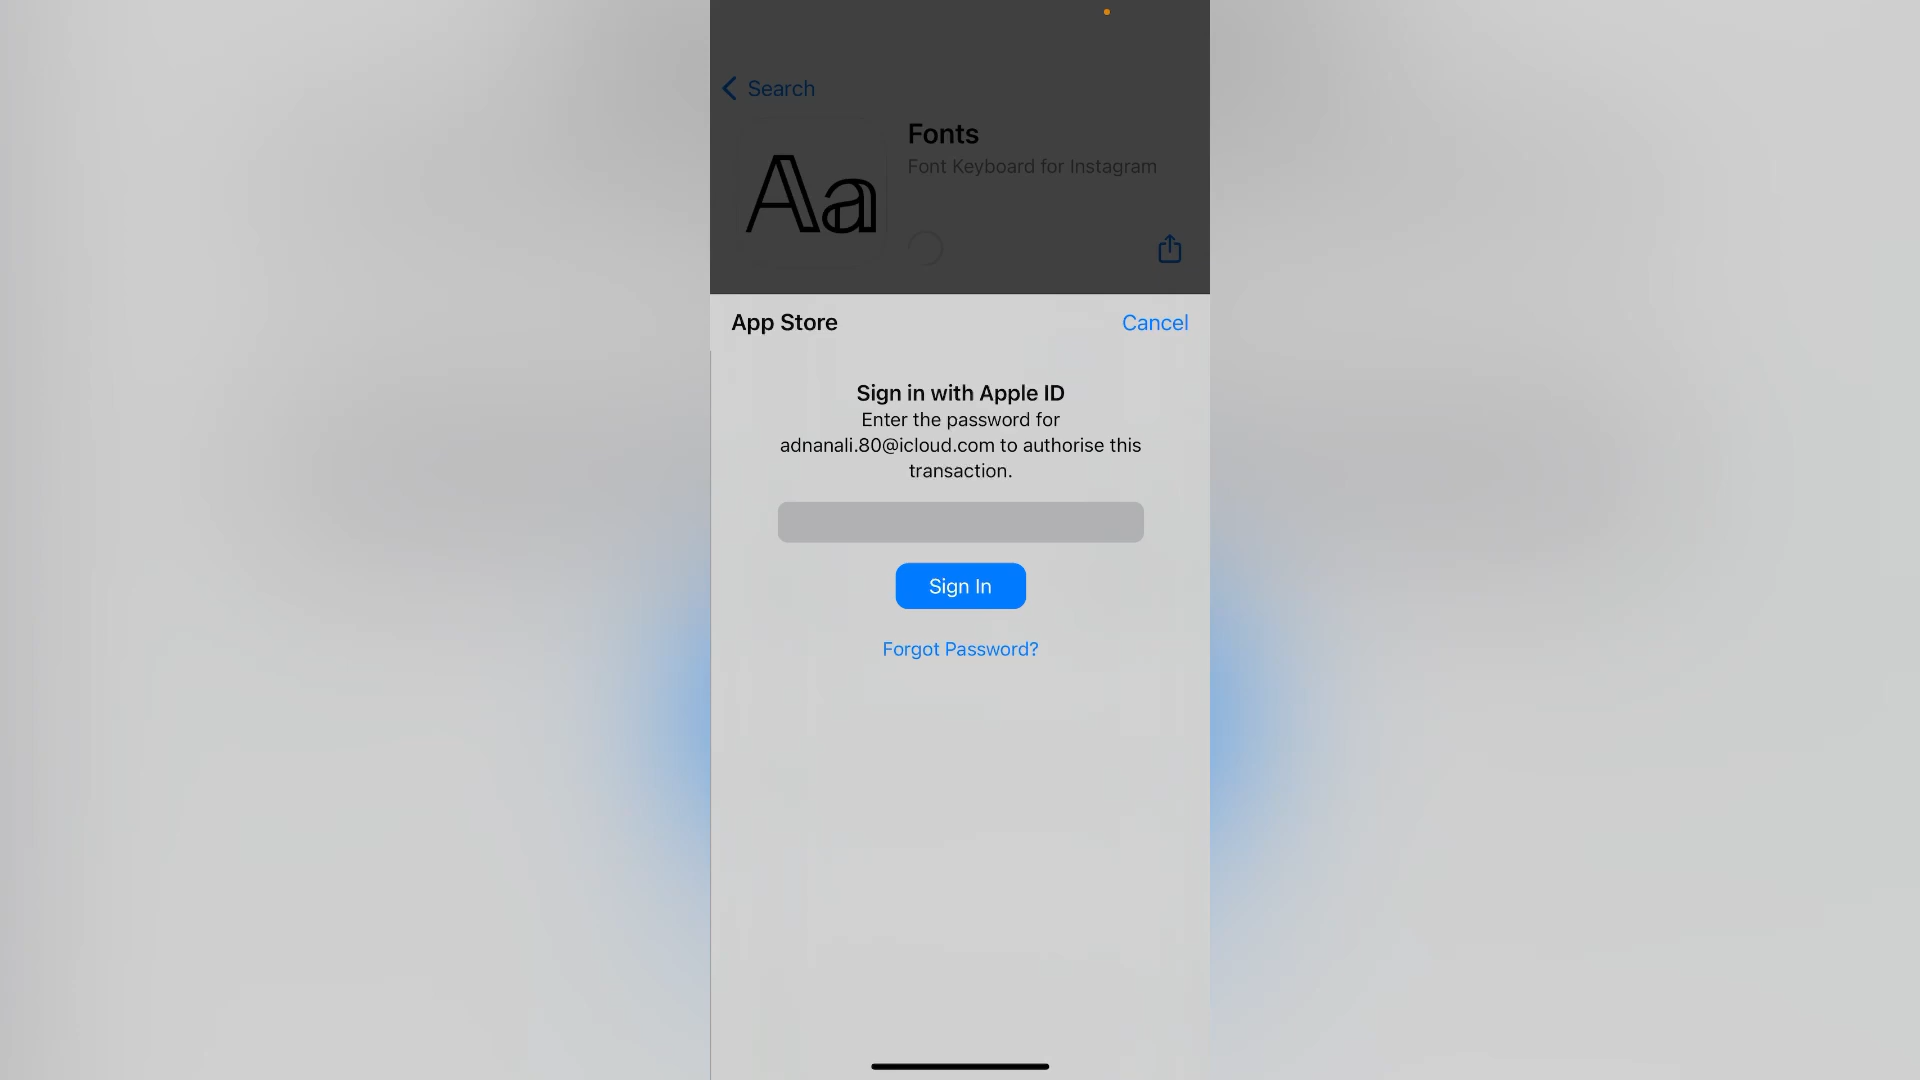 Search
Fonts
Font Keyboard for Instagram
Aa
App Store
Cancel
Sign in with Apple ID
Enter the password for
adnanali.80@icloud.com to authorise this
transaction.
Sign In
Forgot Password?